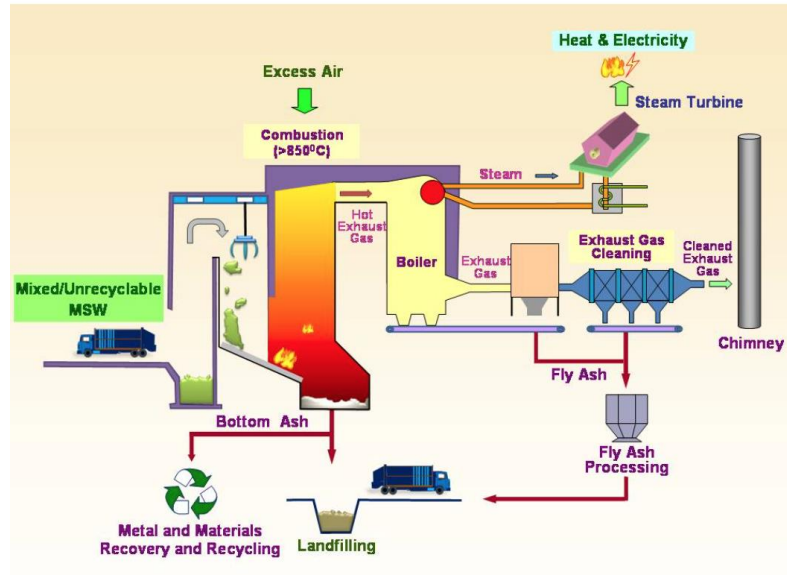 Heat & Electricity
Steam Turbine
Excess Air
Combustion
(>850⁰C)
Steam
Hot
Exhaust
Gas
Boiler
Exhaust
Gas
Exhaust Gas
Cleaning
Cleaned
Exhaust
Gas
Mixed/Unrecyclable
MSW
Chimney
Fly Ash
Bottom Ash
Fly Ash
Processing
Metal and Materials
Recovery and Recycling
Landfilling